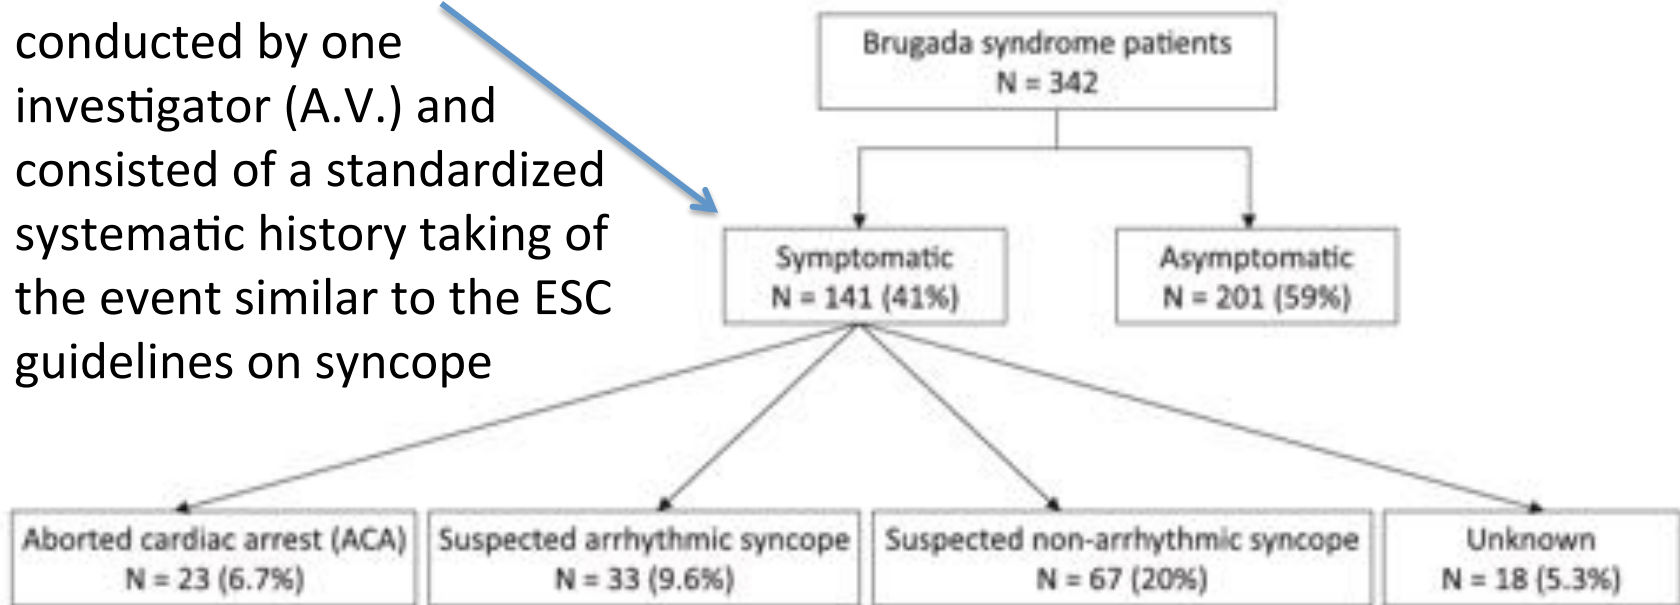 conducted by one
investigator (A.V.) and
consisted of a standardized
systematic history taking of
the event similar to the ESC
guidelines on syncope
Brugada syndrome patients
N = 342
Symptomatic
N = 141 (41%)
Asymptomatic
N = 201 (59%)
Aborted cardiac arrest (ACA)
N = 23 (6.7%)
Suspected arrhythmic syncope
N = 33 (9.6%)
Suspected non-arrhythmic syncope
N = 67 (20%)
Unknown
N = 18 (5.3%)